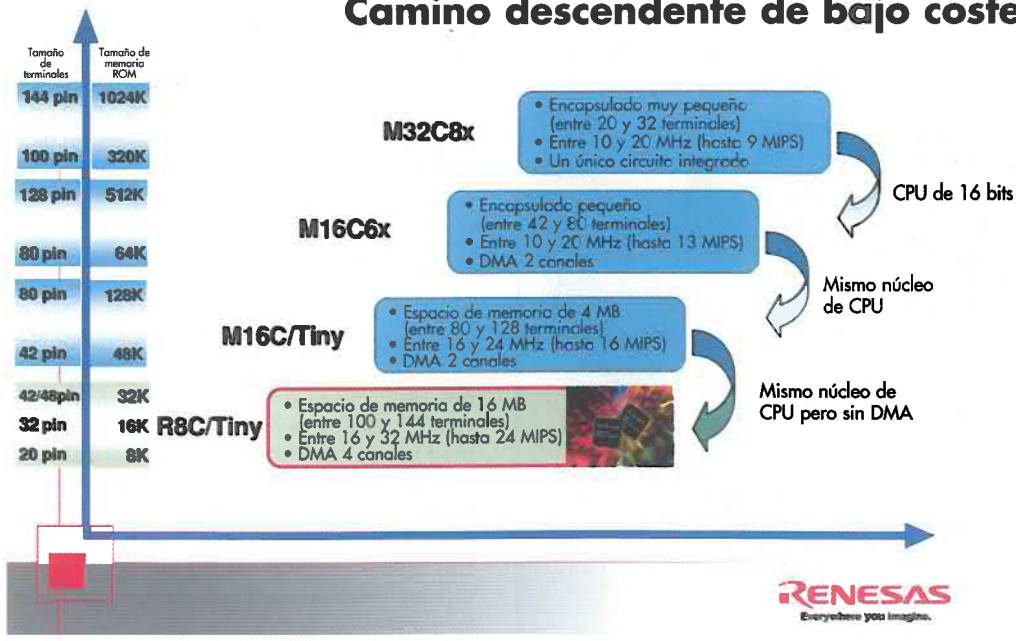 Camino descendente de bajo coste
Tamaño
de
terminales
Tamaño de
memoria
ROM
144 pin 1024K
100 pin 320K
128 pin 512K
80 pin 64K
80 pin 128K
42 pin 48K
42/48pin 32K
32 pin 16K
20 pin 8K
M32C8x
• Encapsulado muy pequeño
(entre 20 y 32 terminales)
• Entre 10 y 20 MHz (hasta 9 MIPS)
• Un único circuito integrado
CPU de 16 bits
M16C6x
• Encapsulado pequeño
(entre 42 y 80 terminales)
• Entre 10 y 20 MHz (hasta 13 MIPS)
• DMA 2 canales
Mismo núcleo
de CPU
M16C/Tiny
• Espacio de memoria de 4 MB
(entre 80 y 128 terminales)
• Entre 16 y 24 MHz (hasta 16 MIPS)
• DMA 2 canales
Mismo núcleo de
CPU pero sin DMA
R8C/Tiny
• Espacio de memoria de 16 MB
(entre 100 y 144 terminales)
• Entre 16 y 32 MHz (hasta 24 MIPS)
• DMA 4 canales
RENESAS
Everywhere you imagine.